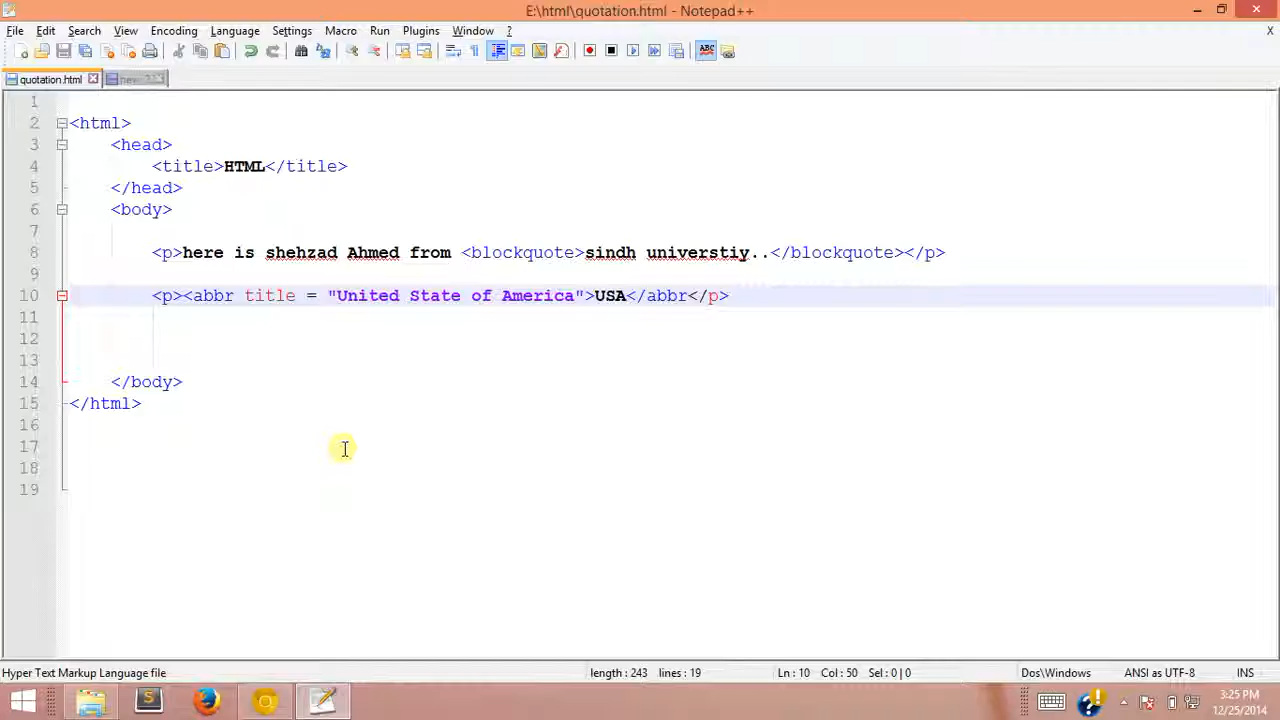 E:\html\quotation.html - Notepad++
File Edit Search View Encoding Language Settings Macro Run Plugins Window ? X
ABC
quotation.html new 2
1
2 <html>
3 <head>
4 <title>HTML</title>
5 </head>
6 <body>
7
8 <p>here is shehzad Ahmed from <blockquote>sindh universtiy..</blockquote></p>
9
10 <p><abbr title = "United State of America">USA</abbr</p>
11
12
13
14 </body>
15 </html>
16
17
18
19
Hyper Text Markup Language file length : 243 lines : 19 Ln : 10 Col : 50 Sel : 0 | 0 Dos\Windows ANSI as UTF-8 INS
3:25 PM
12/25/2014